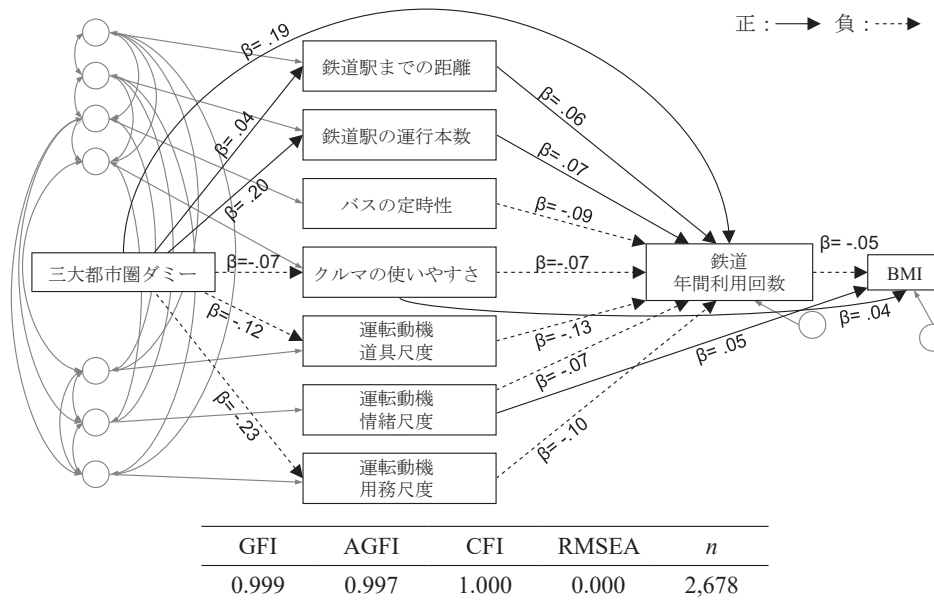 正： 負：
β= .19
鉄道駅までの距離
β= .04
β= .06
鉄道駅の運行本数
β= .20
β= .07
バスの定時性
β= -.09
三大都市圏ダミー
β=-.07
クルマの使いやすさ
β=-.07
鉄道
年間利用回数
β= -.05
BMI
β= .04
β= -.12
運転動機
道具尺度
β= -.13
β= .05
β= -.07
運転動機
情緒尺度
β= -.23
β= -.10
運転動機
用務尺度
GFI AGFI CFI RMSEA n
0.999 0.997 1.000 0.000 2,678